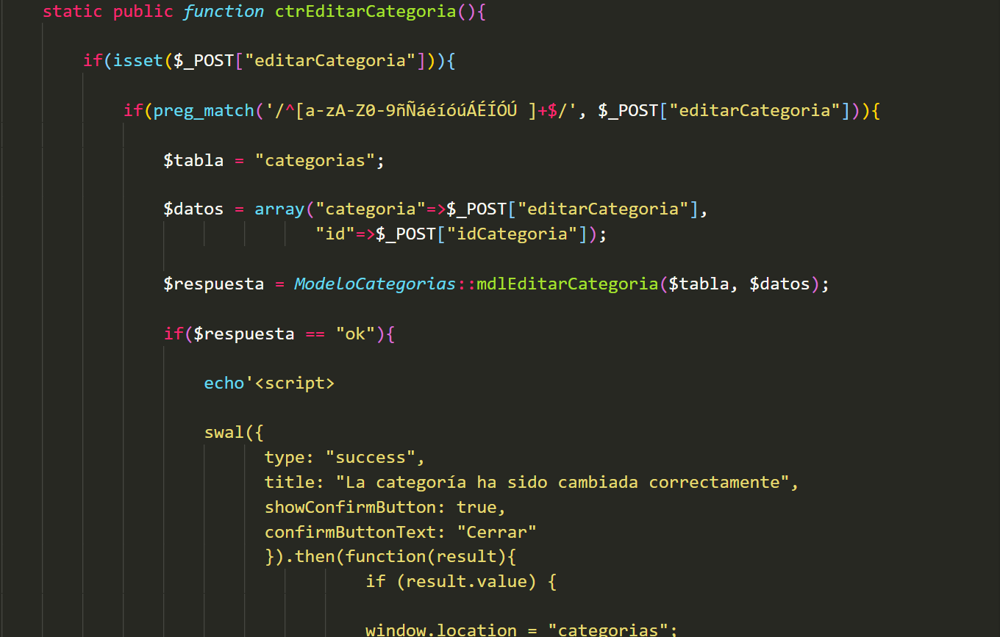 static public function ctrEditarCategoria(){
if(isset($_POST["editarCategoria"])){
if(preg_match('/^[a-zA-Z0-9ñÑáéíóúÁÉÍÓÚ ]+$/', $_POST["editarCategoria"])){
$tabla = "categorias";
$datos = array("categoria"=>$_POST["editarCategoria"],
"id"=>$_POST["idCategoria"]);
$respuesta = ModeloCategorias::mdlEditarCategoria($tabla, $datos);
if($respuesta == "ok"){
echo'<script>
swal({
type: "success",
title: "La categoría ha sido cambiada correctamente",
showConfirmButton: true,
confirmButtonText: "Cerrar"
}).then(function(result){
if (result.value) {
window.location = "categorias";